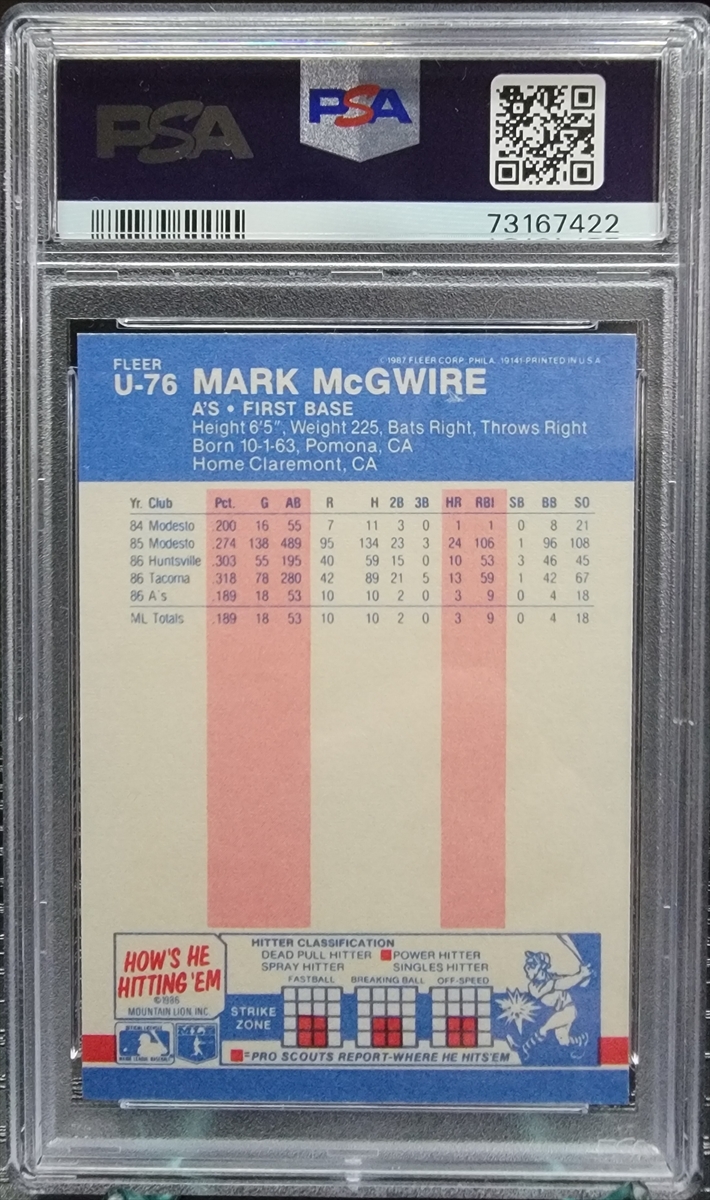 PSA
PSA
73167422
FLEER
© 1987 FLEER CORP. PHILA. 19141-PRINTED IN U S A
U-76 MARK McGWIRE
A'S • FIRST BASE
Height 6'5", Weight 225, Bats Right, Throws Right
Born 10-1-63, Pomona, CA
Home Claremont, CA
Yr. Club Pct. G AB R H 2B 3B HR RBI SB BB SO
84 Modesto .200 16 55 7 11 3 0 1 1 0 8 21
85 Modesto .274 138 489 95 134 23 3 24 106 1 96 108
86 Huntsville .303 55 195 40 59 15 0 10 53 3 46 45
86 Tacoma .318 78 280 42 89 21 5 13 59 1 42 67
86 A's .189 18 53 10 10 2 0 3 9 0 4 18
ML Totals .189 18 53 10 10 2 0 3 9 0 4 18
HOW'S HE
HITTING 'EM
©1986
MOUNTAIN LION, INC.
HITTER CLASSIFICATION
DEAD PULL HITTER POWER HITTER
SPRAY HITTER SINGLES HITTER
FASTBALL BREAKING BALL OFF-SPEED
STRIKE
ZONE
=PRO SCOUTS REPORT-WHERE HE HITS 'EM
MLB
PSA